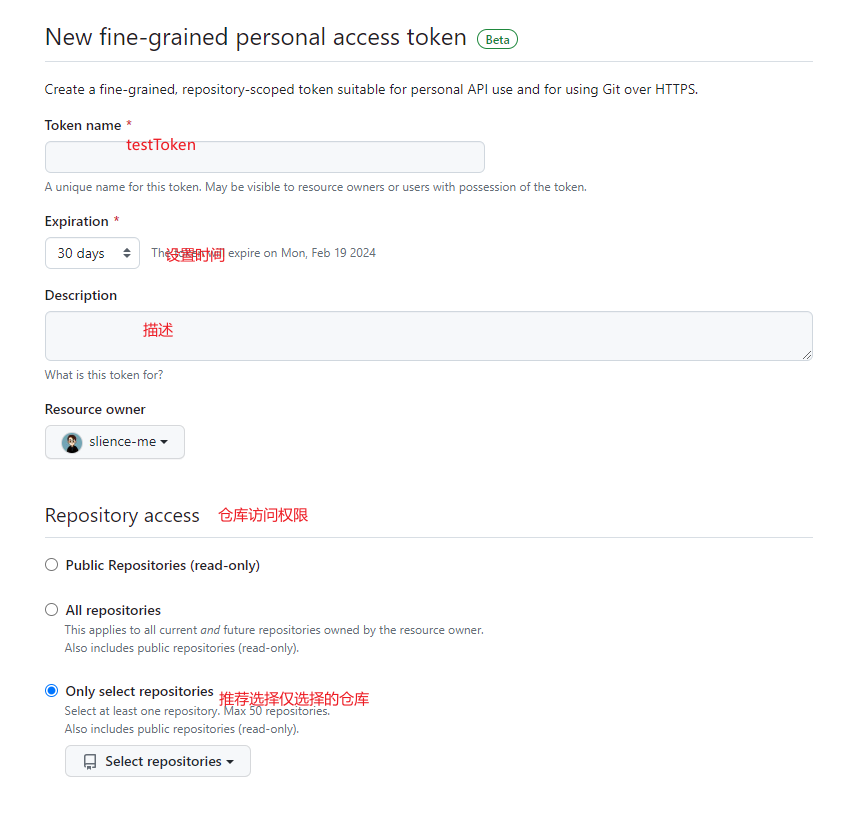 New fine-grained personal access token Beta
Create a fine-grained, repository-scoped token suitable for personal API use and for using Git over HTTPS.
Token name *
testToken
A unique name for this token. May be visible to resource owners or users with possession of the token.
Expiration *
30 days The token will expire on Mon, Feb 19 2024
设置时间
Description
描述
What is this token for?
Resource owner
slience-me
Repository access 仓库访问权限
Public Repositories (read-only)
All repositories
This applies to all current and future repositories owned by the resource owner.
Also includes public repositories (read-only).
Only select repositories 推荐选择仅选择的仓库
Select at least one repository. Max 50 repositories.
Also includes public repositories (read-only).
Select repositories